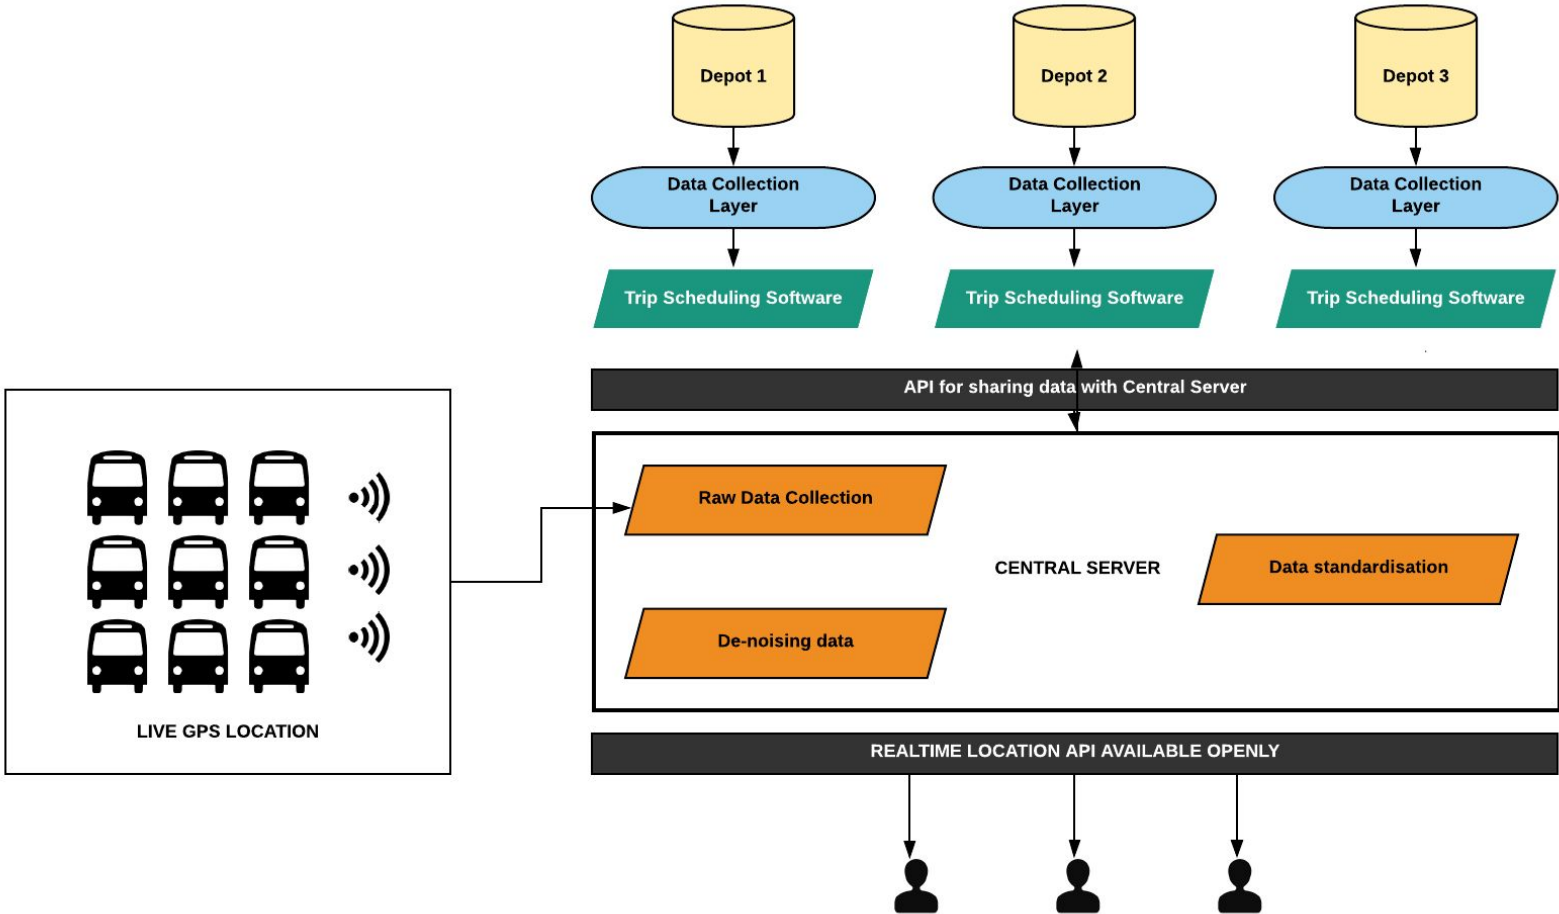 Depot 1
Depot 2
Depot 3
Data Collection
Layer
Data Collection
Layer
Data Collection
Layer
Trip Scheduling Software
Trip Scheduling Software
Trip Scheduling Software
API for sharing data with Central Server
Raw Data Collection
CENTRAL SERVER
Data standardisation
De-noising data
LIVE GPS LOCATION
REALTIME LOCATION API AVAILABLE OPENLY